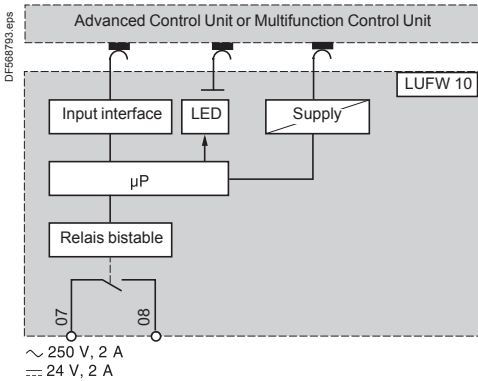 DF568793.eps
Advanced Control Unit or Multifunction Control Unit
LUFW 10
Input interface
LED
Supply
µP
Relais bistable
07
08
∼ 250 V, 2 A
⎓ 24 V, 2 A